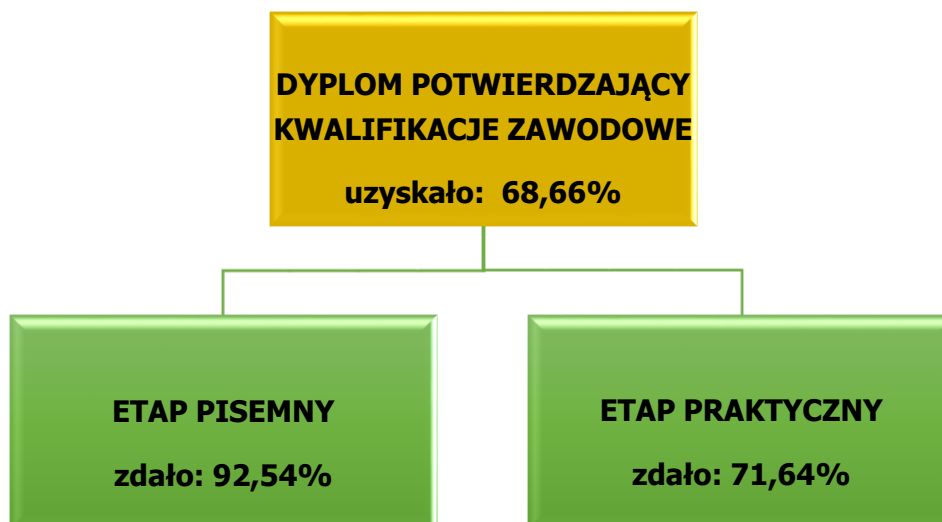 DYPLOM POTWIERDZAJĄCY
KWALIFIKACJE ZAWODOWE
uzyskało: 68,66%
ETAP PISEMNY
zdało: 92,54%
ETAP PRAKTYCZNY
zdało: 71,64%